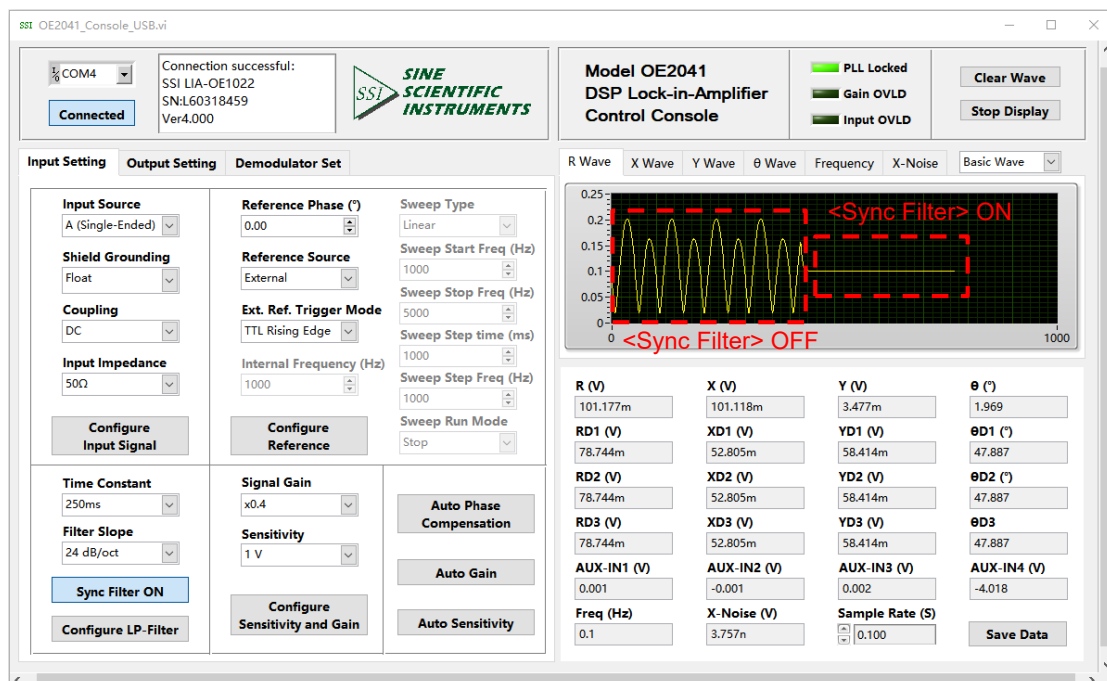 SSI OE2041_Console_USB.vi
I/O COM4
Connected
Connection successful:
SSI LIA-OE1022
SN:L60318459
Ver4.000
SSI
SINE
SCIENTIFIC
INSTRUMENTS
Model OE2041
DSP Lock-in-Amplifier
Control Console
PLL Locked
Gain OVLD
Input OVLD
Clear Wave
Stop Display
Input Setting Output Setting Demodulator Set
Input Source
A (Single-Ended)
Shield Grounding
Float
Coupling
DC
Input Impedance
50Ω
Configure
Input Signal
Reference Phase (°)
0.00
Reference Source
External
Ext. Ref. Trigger Mode
TTL Rising Edge
Internal Frequency (Hz)
1000
Configure
Reference
Sweep Type
Linear
Sweep Start Freq (Hz)
1000
Sweep Stop Freq (Hz)
5000
Sweep Step time (ms)
1000
Sweep Step Freq (Hz)
1000
Sweep Run Mode
Stop
Time Constant
250ms
Filter Slope
24 dB/oct
Sync Filter ON
Configure LP-Filter
Signal Gain
x0.4
Sensitivity
1 V
Configure
Sensitivity and Gain
Auto Phase
Compensation
Auto Gain
Auto Sensitivity
R Wave X Wave Y Wave θ Wave Frequency X-Noise Basic Wave
0.25
0.2
0.15
0.1
0.05
0
0 1000
<Sync Filter> ON
<Sync Filter> OFF
R (V) X (V) Y (V) θ (°)
101.177m 101.118m 3.477m 1.969
RD1 (V) XD1 (V) YD1 (V) θD1 (°)
78.744m 52.805m 58.414m 47.887
RD2 (V) XD2 (V) YD2 (V) θD2 (°)
78.744m 52.805m 58.414m 47.887
RD3 (V) XD3 (V) YD3 (V) θD3
78.744m 52.805m 58.414m 47.887
AUX-IN1 (V) AUX-IN2 (V) AUX-IN3 (V) AUX-IN4 (V)
0.001 -0.001 0.002 -4.018
Freq (Hz) X-Noise (V) Sample Rate (S)
0.1 3.757n 0.100 Save Data